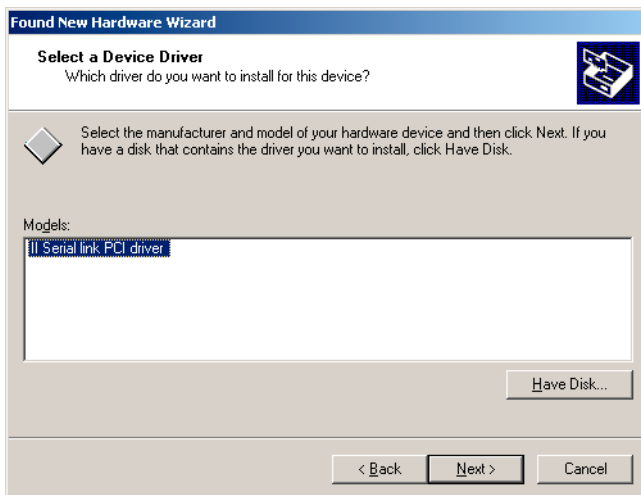 Found New Hardware Wizard
Select a Device Driver
Which driver do you want to install for this device?
Select the manufacturer and model of your hardware device and then click Next. If you
have a disk that contains the driver you want to install, click Have Disk.
Models:
II Serial link PCI driver
Have Disk...
< Back
Next >
Cancel